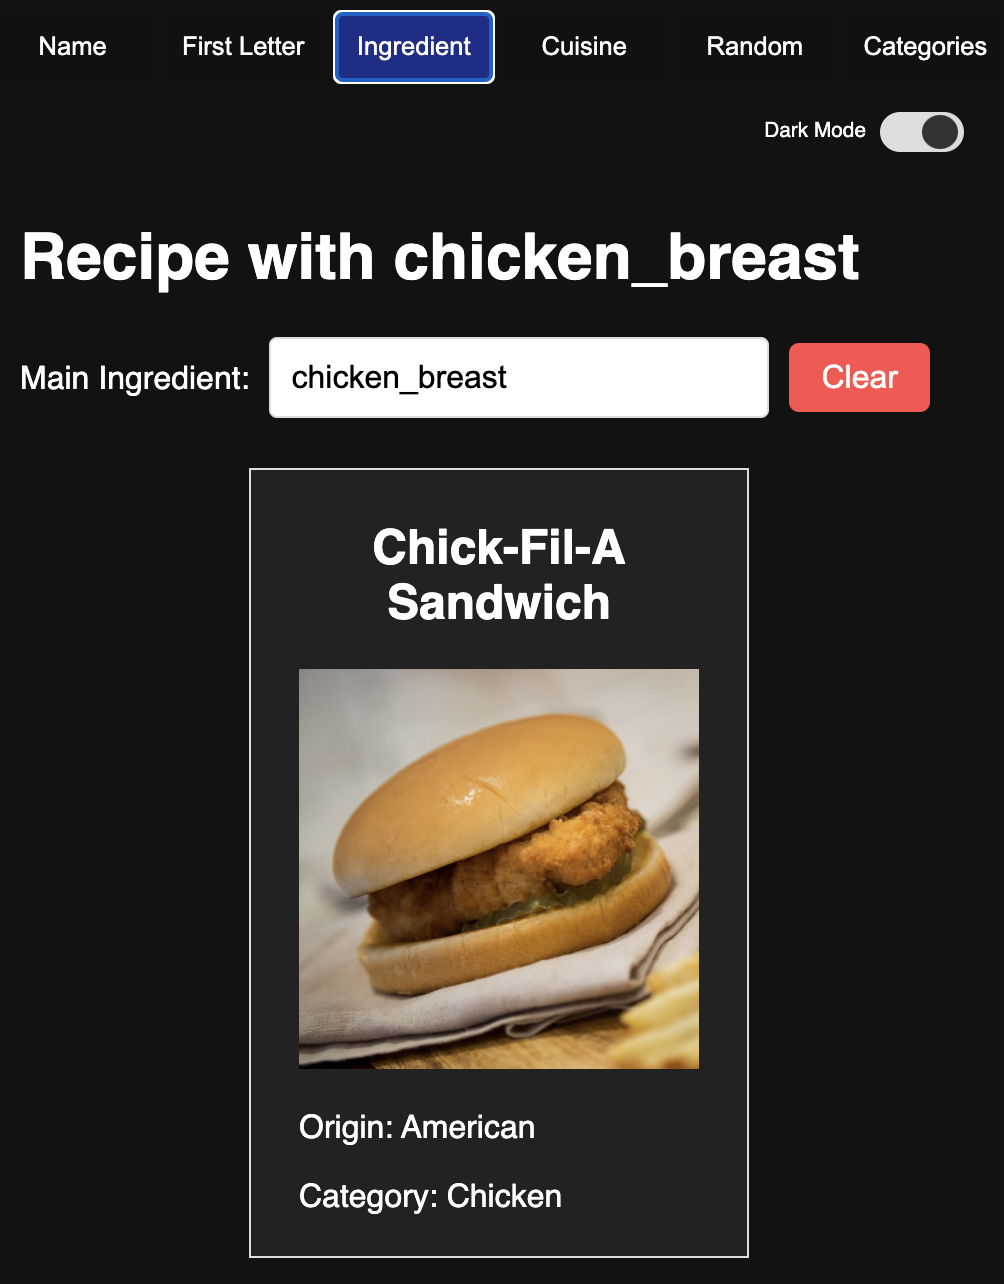 Name First Letter Ingredient Cuisine Random Categories
Dark Mode
Recipe with chicken_breast
Main Ingredient: chicken_breast Clear
Chick-Fil-A
Sandwich
Origin: American
Category: Chicken